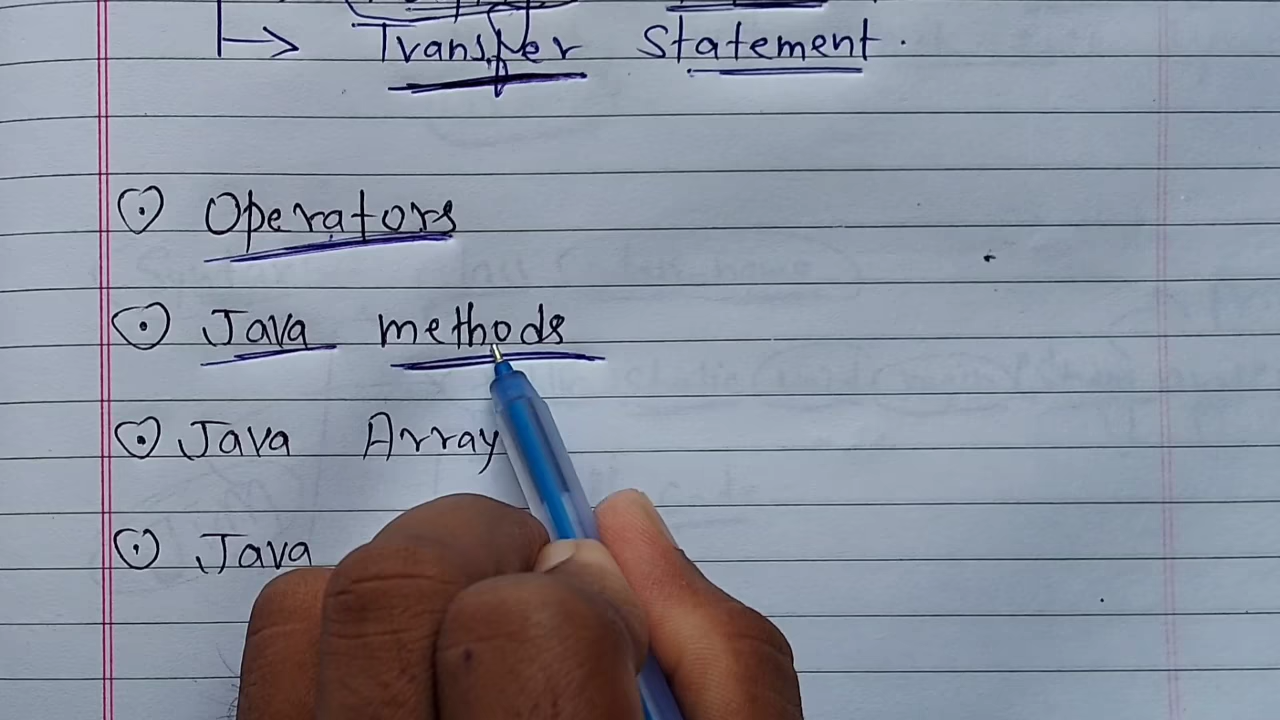 Transfer Statement.
Operators
Java methods
Java Array
Java